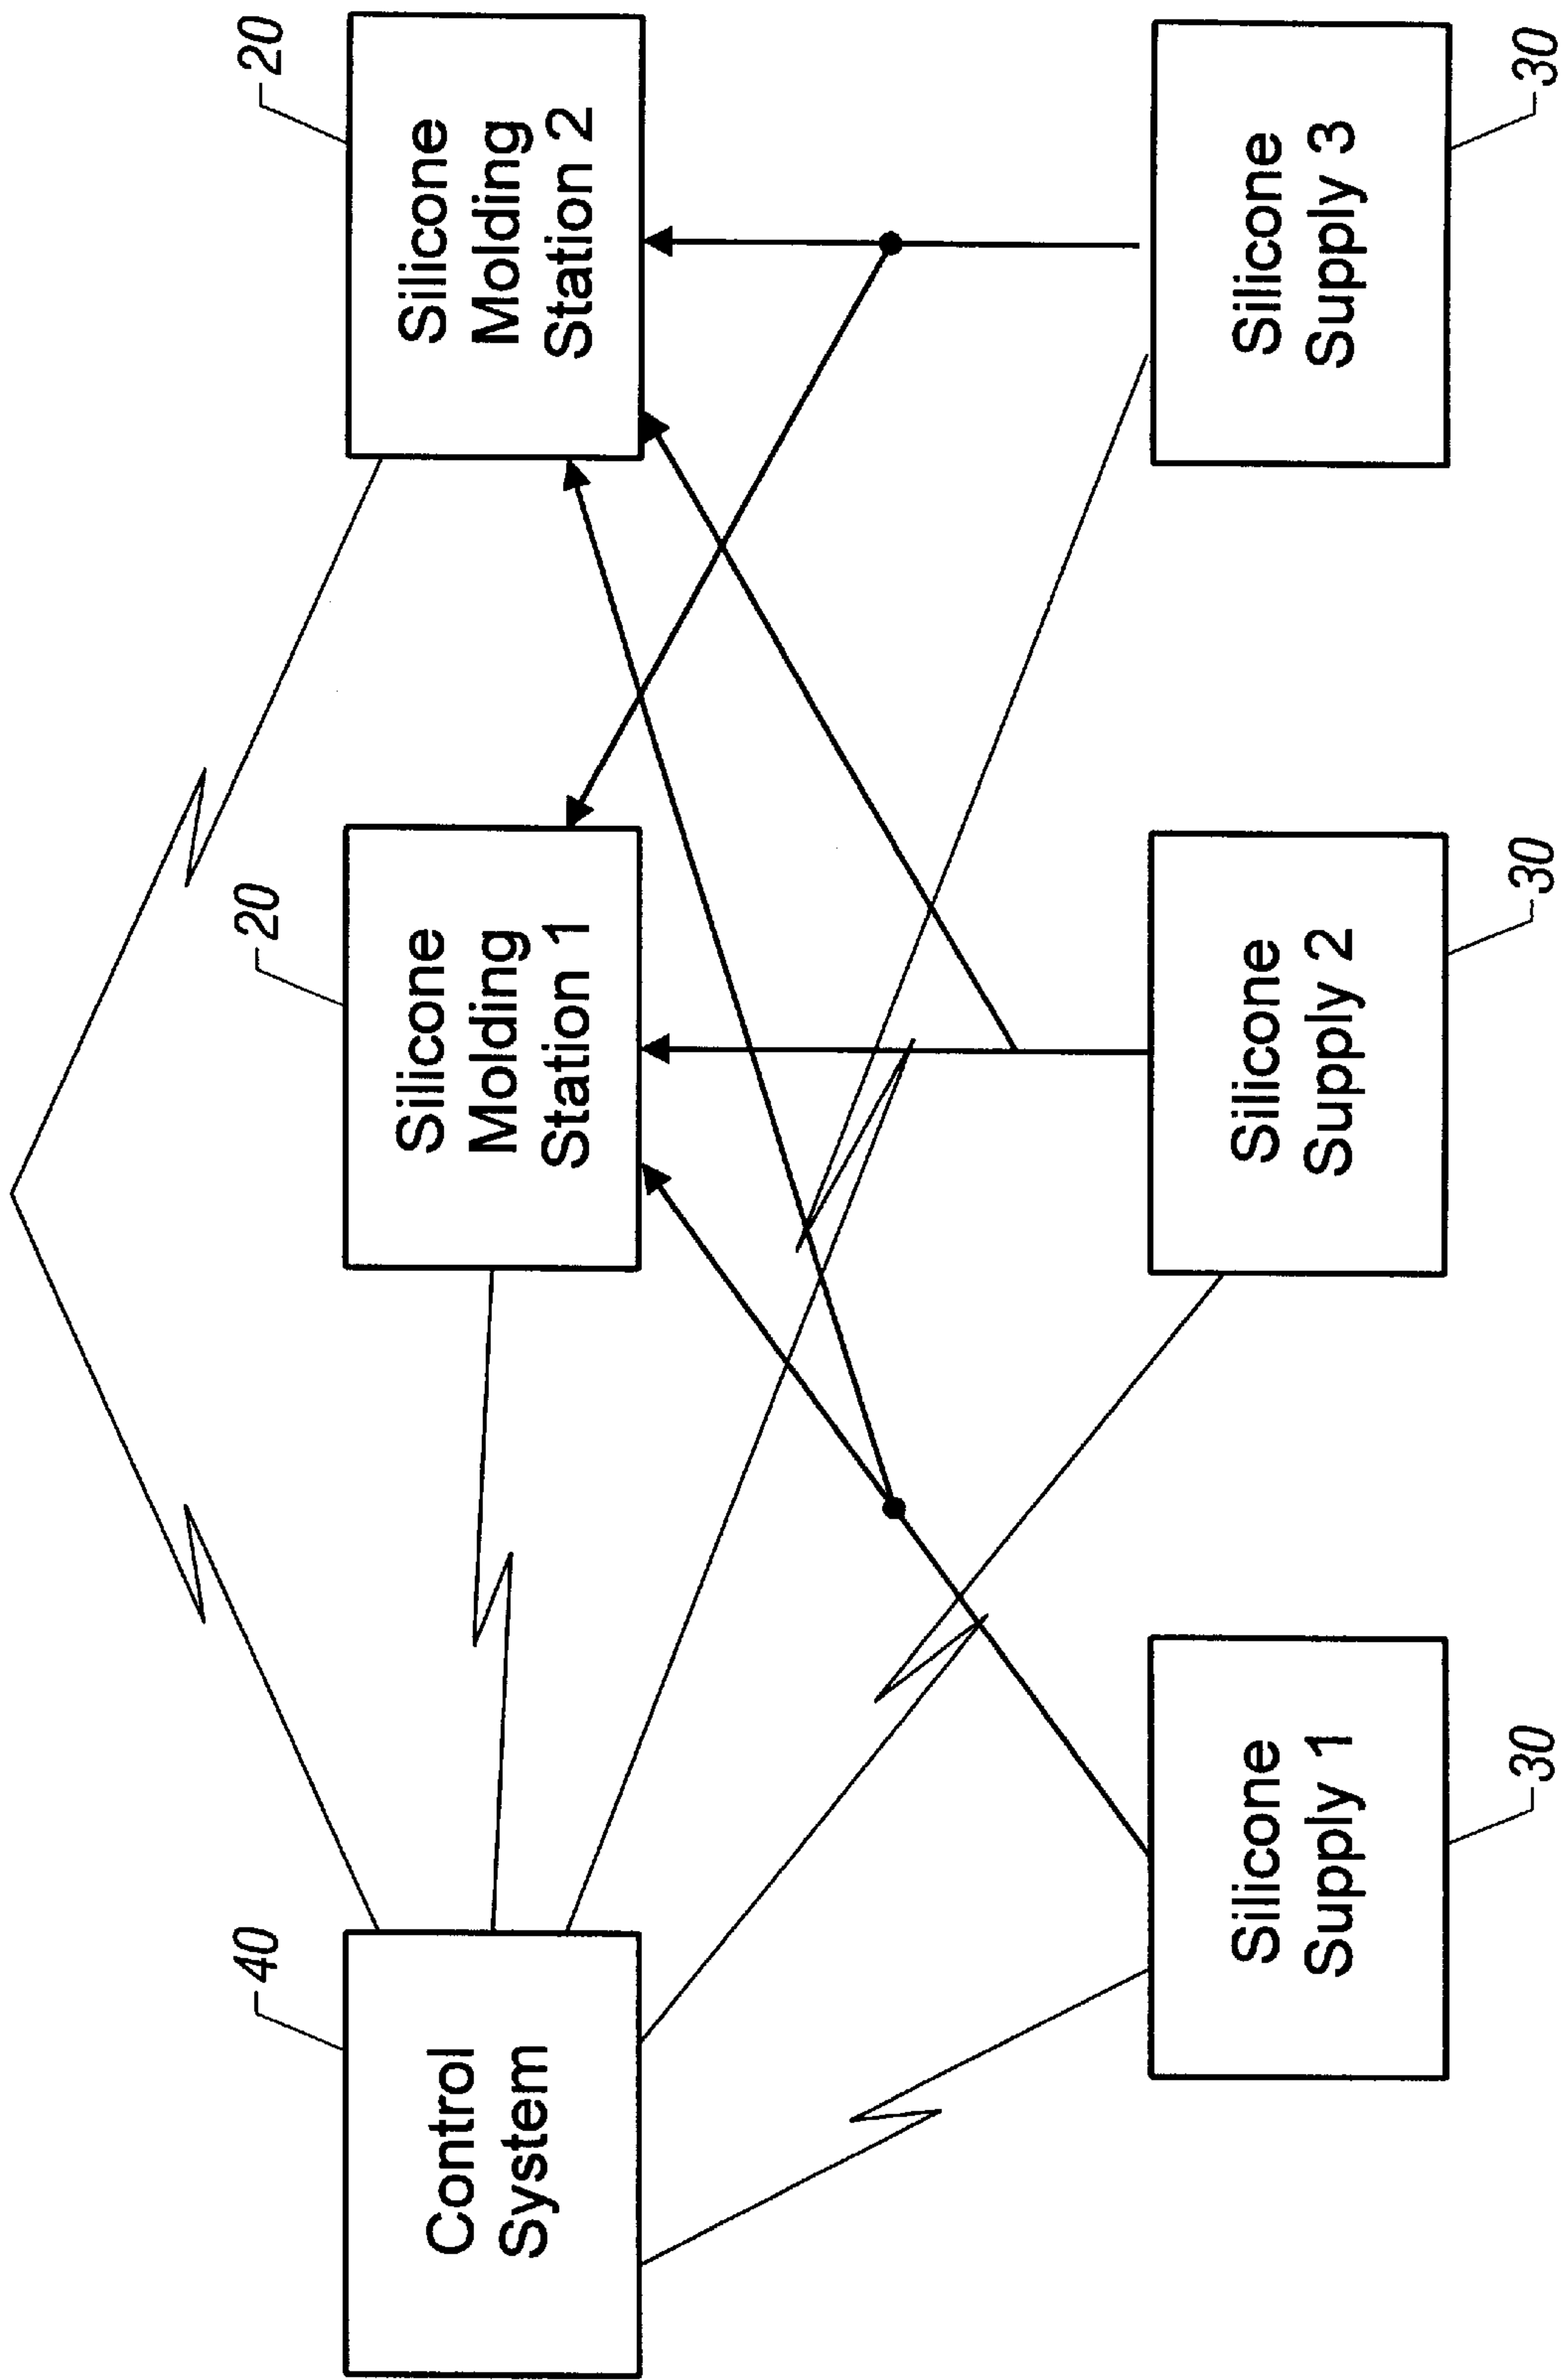 40
Control
System
20
Silicone
Molding
Station 1
20
Silicone
Molding
Station 2
Silicone
Supply 1
30
Silicone
Supply 2
30
Silicone
Supply 3
30